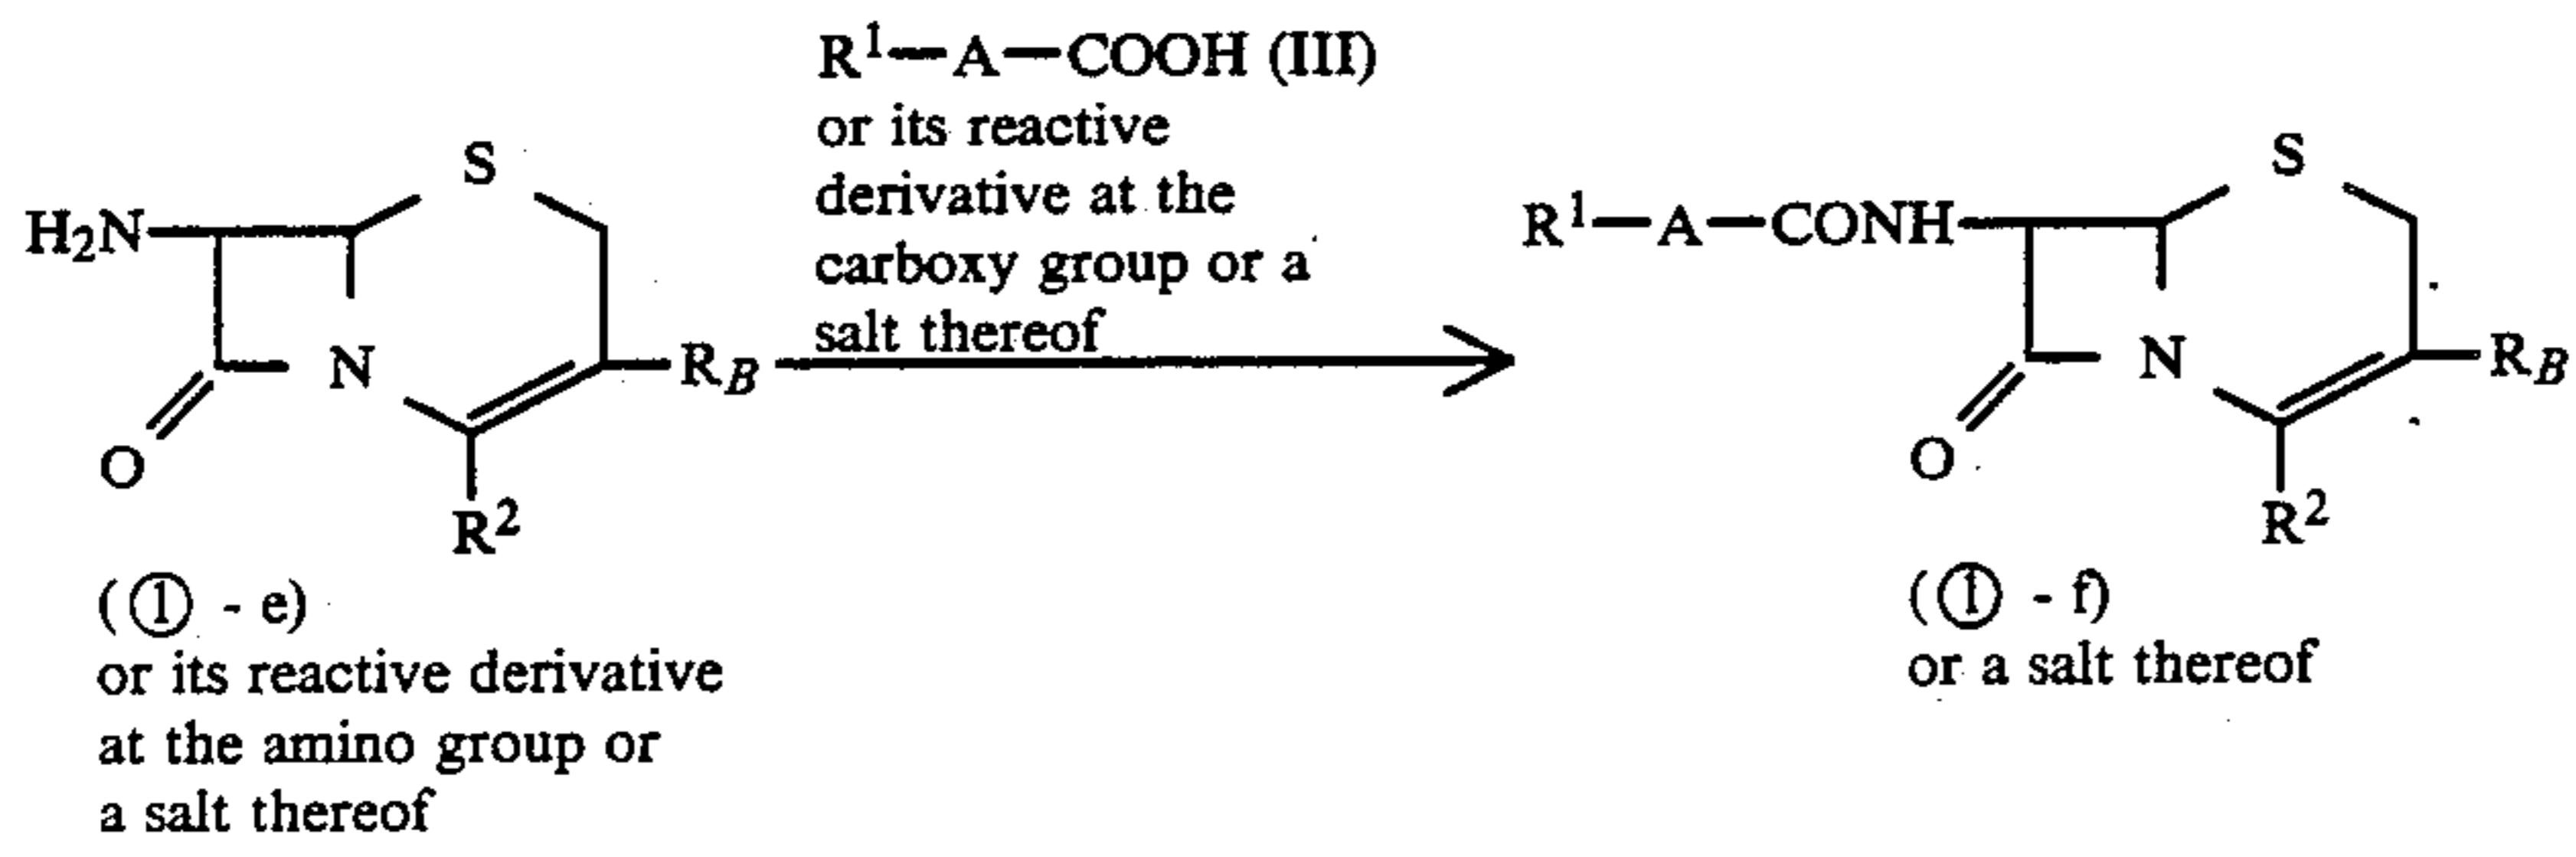 R¹—A—COOH (III)
or its reactive
derivative at the
carboxy group or a
salt thereof
H₂N
S
N
O
R_B
R²
(① - e)
or its reactive derivative
at the amino group or
a salt thereof
R¹—A—CONH
S
N
O
R_B
R²
(① - f)
or a salt thereof